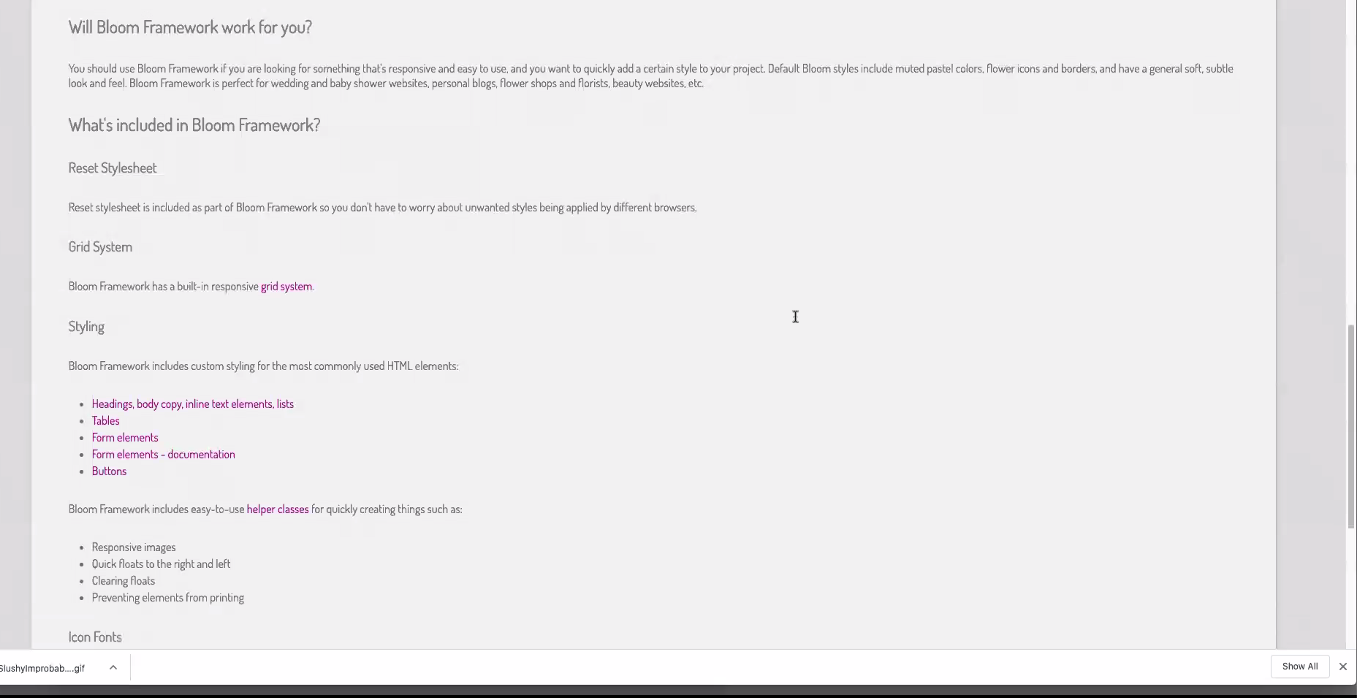 Will Bloom Framework work for you?
You should use Bloom Framework if you are looking for something that's responsive and easy to use, and you want to quickly add a certain style to your project. Default Bloom styles include muted pastel colors, flower icons and borders, and have a general soft, subtle
look and feel. Bloom Framework is perfect for wedding and baby shower websites, personal blogs, flower shops and florists, beauty websites, etc.
What's included in Bloom Framework?
Reset Stylesheet
Reset stylesheet is included as part of Bloom Framework so you don't have to worry about unwanted styles being applied by different browsers.
Grid System
Bloom Framework has a built-in responsive grid system.
Styling
Bloom Framework includes custom styling for the most commonly used HTML elements:
• Headings, body copy, inline text elements, lists
• Tables
• Form elements
• Form elements - documentation
• Buttons
Bloom Framework includes easy-to-use helper classes for quickly creating things such as:
• Responsive images
• Quick floats to the right and left
• Clearing floats
• Preventing elements from printing
Icon Fonts
SlushyImprobab....gif
Show All